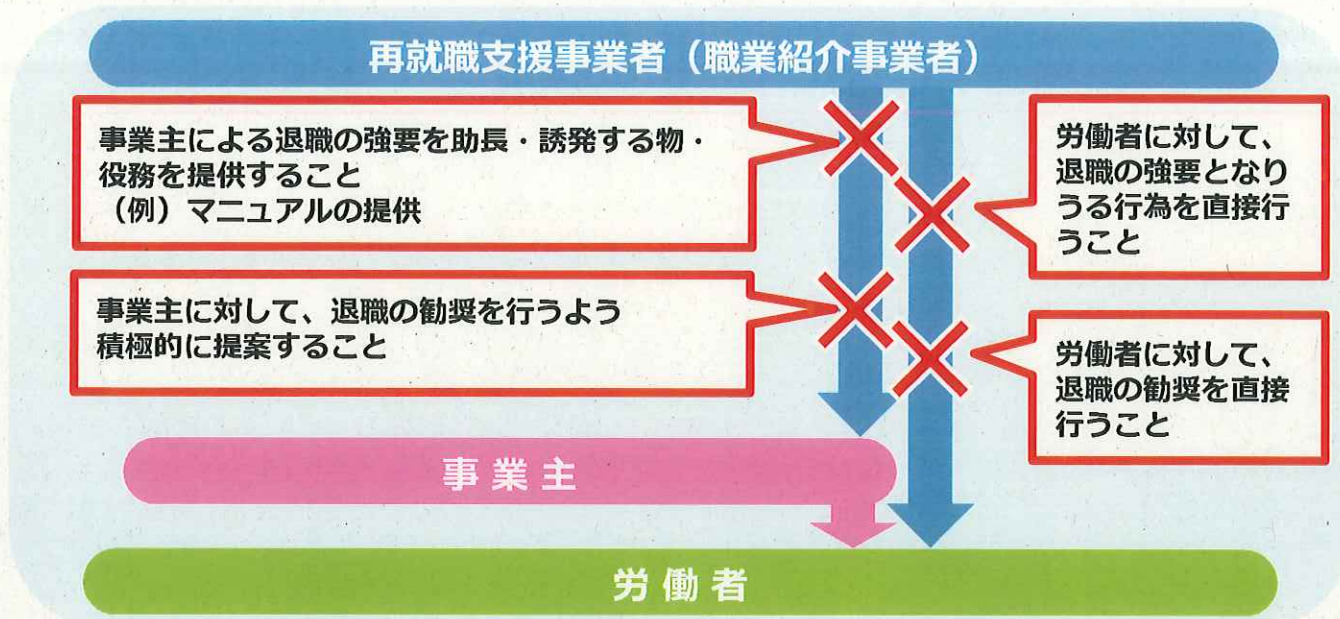 再就職支援事業者（職業紹介事業者）
事業主による退職の強要を助長・誘発する物・
役務を提供すること
（例）マニュアルの提供
労働者に対して、
退職の強要となり
うる行為を直接行
うこと
事業主に対して、退職の勧奨を行うよう
積極的に提案すること
労働者に対して、
退職の勧奨を直接
行うこと
事業主
労働者